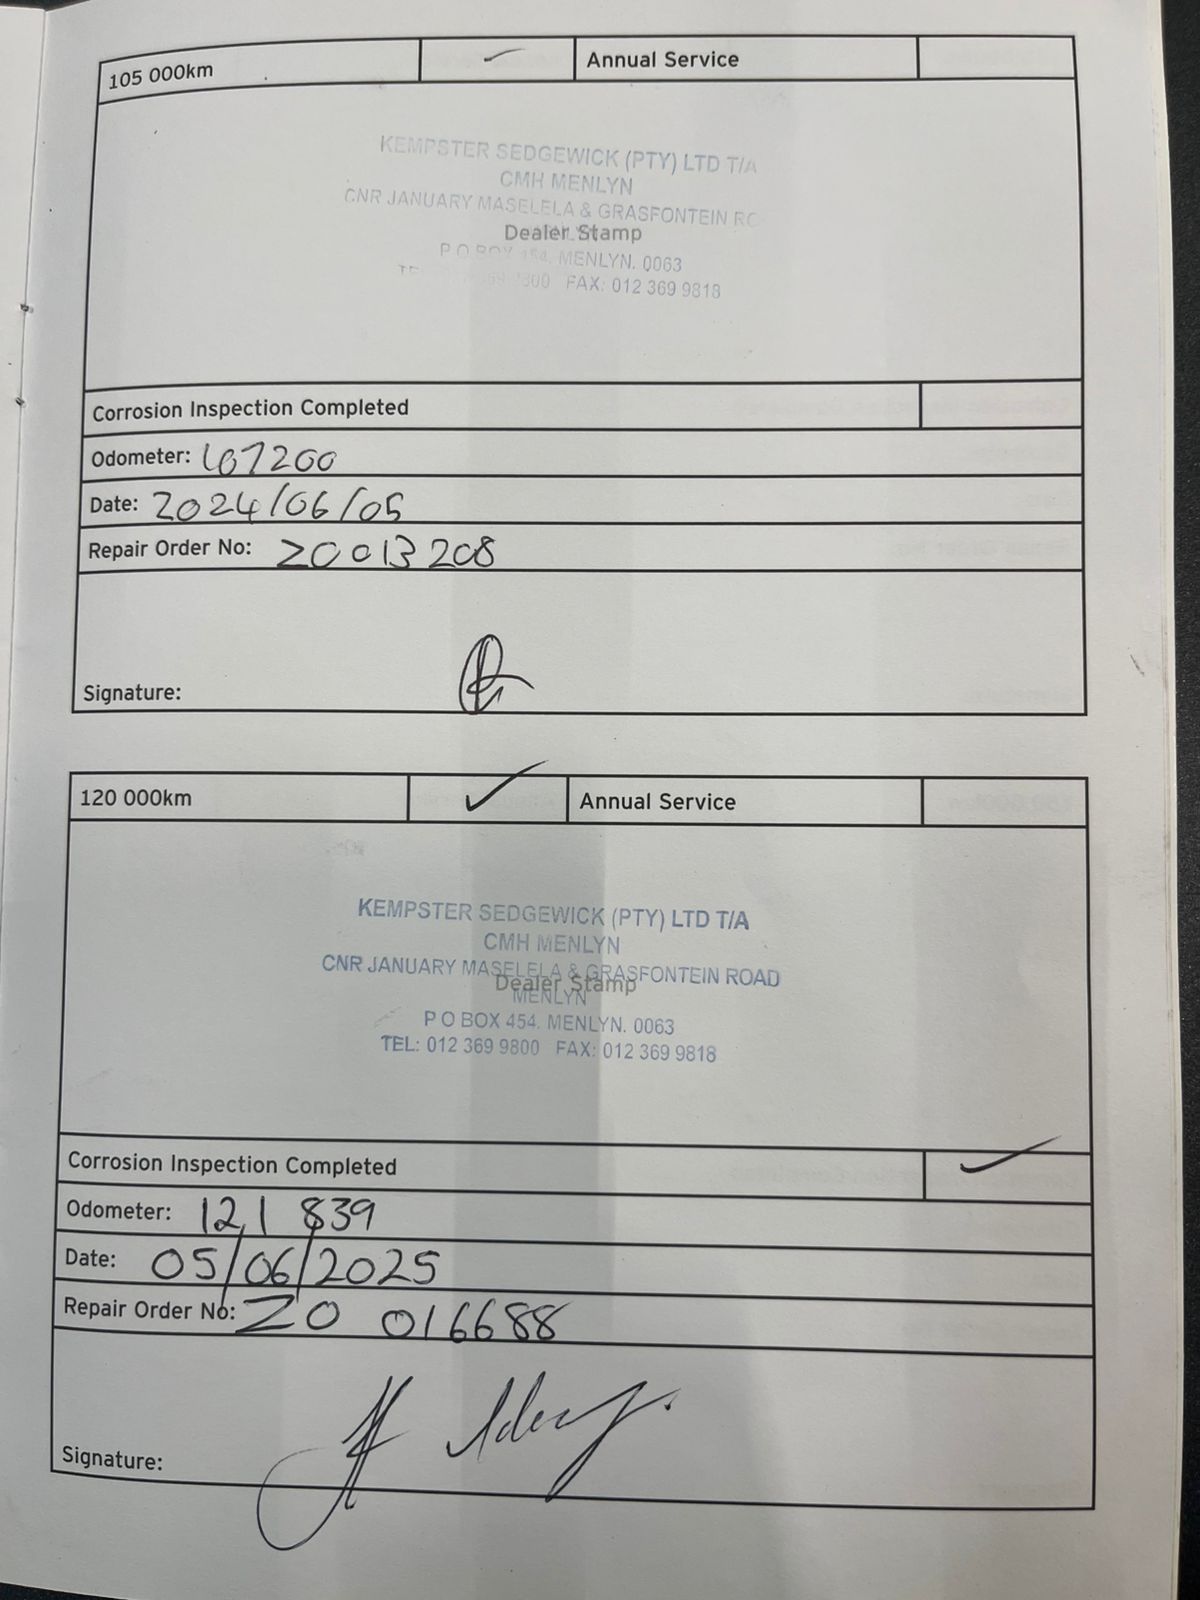 105 000km Annual Service
KEMPSTER SEDGEWICK (PTY) LTD T/A
CMH MENLYN
CNR JANUARY MASELELA & GRASFONTEIN RO
Dealer Stamp
P O BOX 454. MENLYN. 0063
FAX: 012 369 9818
Corrosion Inspection Completed
Odometer: 107200
Date: 2024/06/05
Repair Order No: 20013208
Signature:
120 000km Annual Service
KEMPSTER SEDGEWICK (PTY) LTD T/A
CMH MENLYN
CNR JANUARY MASELELA & GRASFONTEIN ROAD
Dealer Stamp
MENLYN
P O BOX 454. MENLYN. 0063
TEL: 012 369 9800 FAX: 012 369 9818
Corrosion Inspection Completed
Odometer: 121 839
Date: 05/06/2025
Repair Order No: 20 016688
Signature: